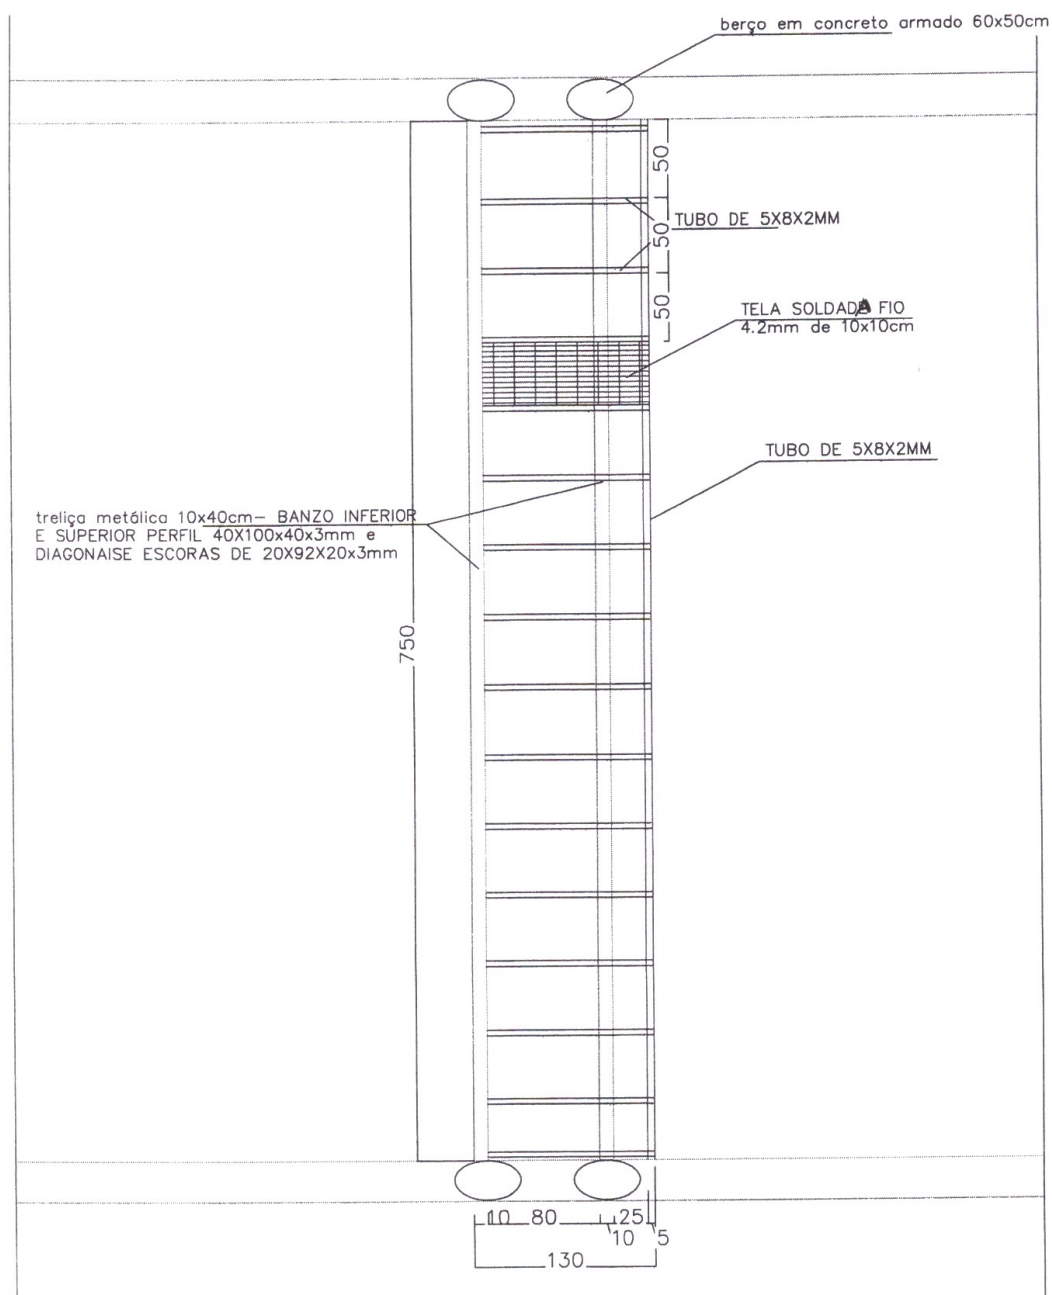 berço em concreto armado 60x50cm
50
TUBO DE 5X8X2MM
50
50
TELA SOLDADA FIO
4.2mm de 10x10cm
TUBO DE 5X8X2MM
treliça metálica 10x40cm- BANZO INFERIOR
E SUPERIOR PERFIL 40X100x40x3mm e
DIAGONAISE ESCORAS DE 20X92X20x3mm
750
10 80 25
10 5
130